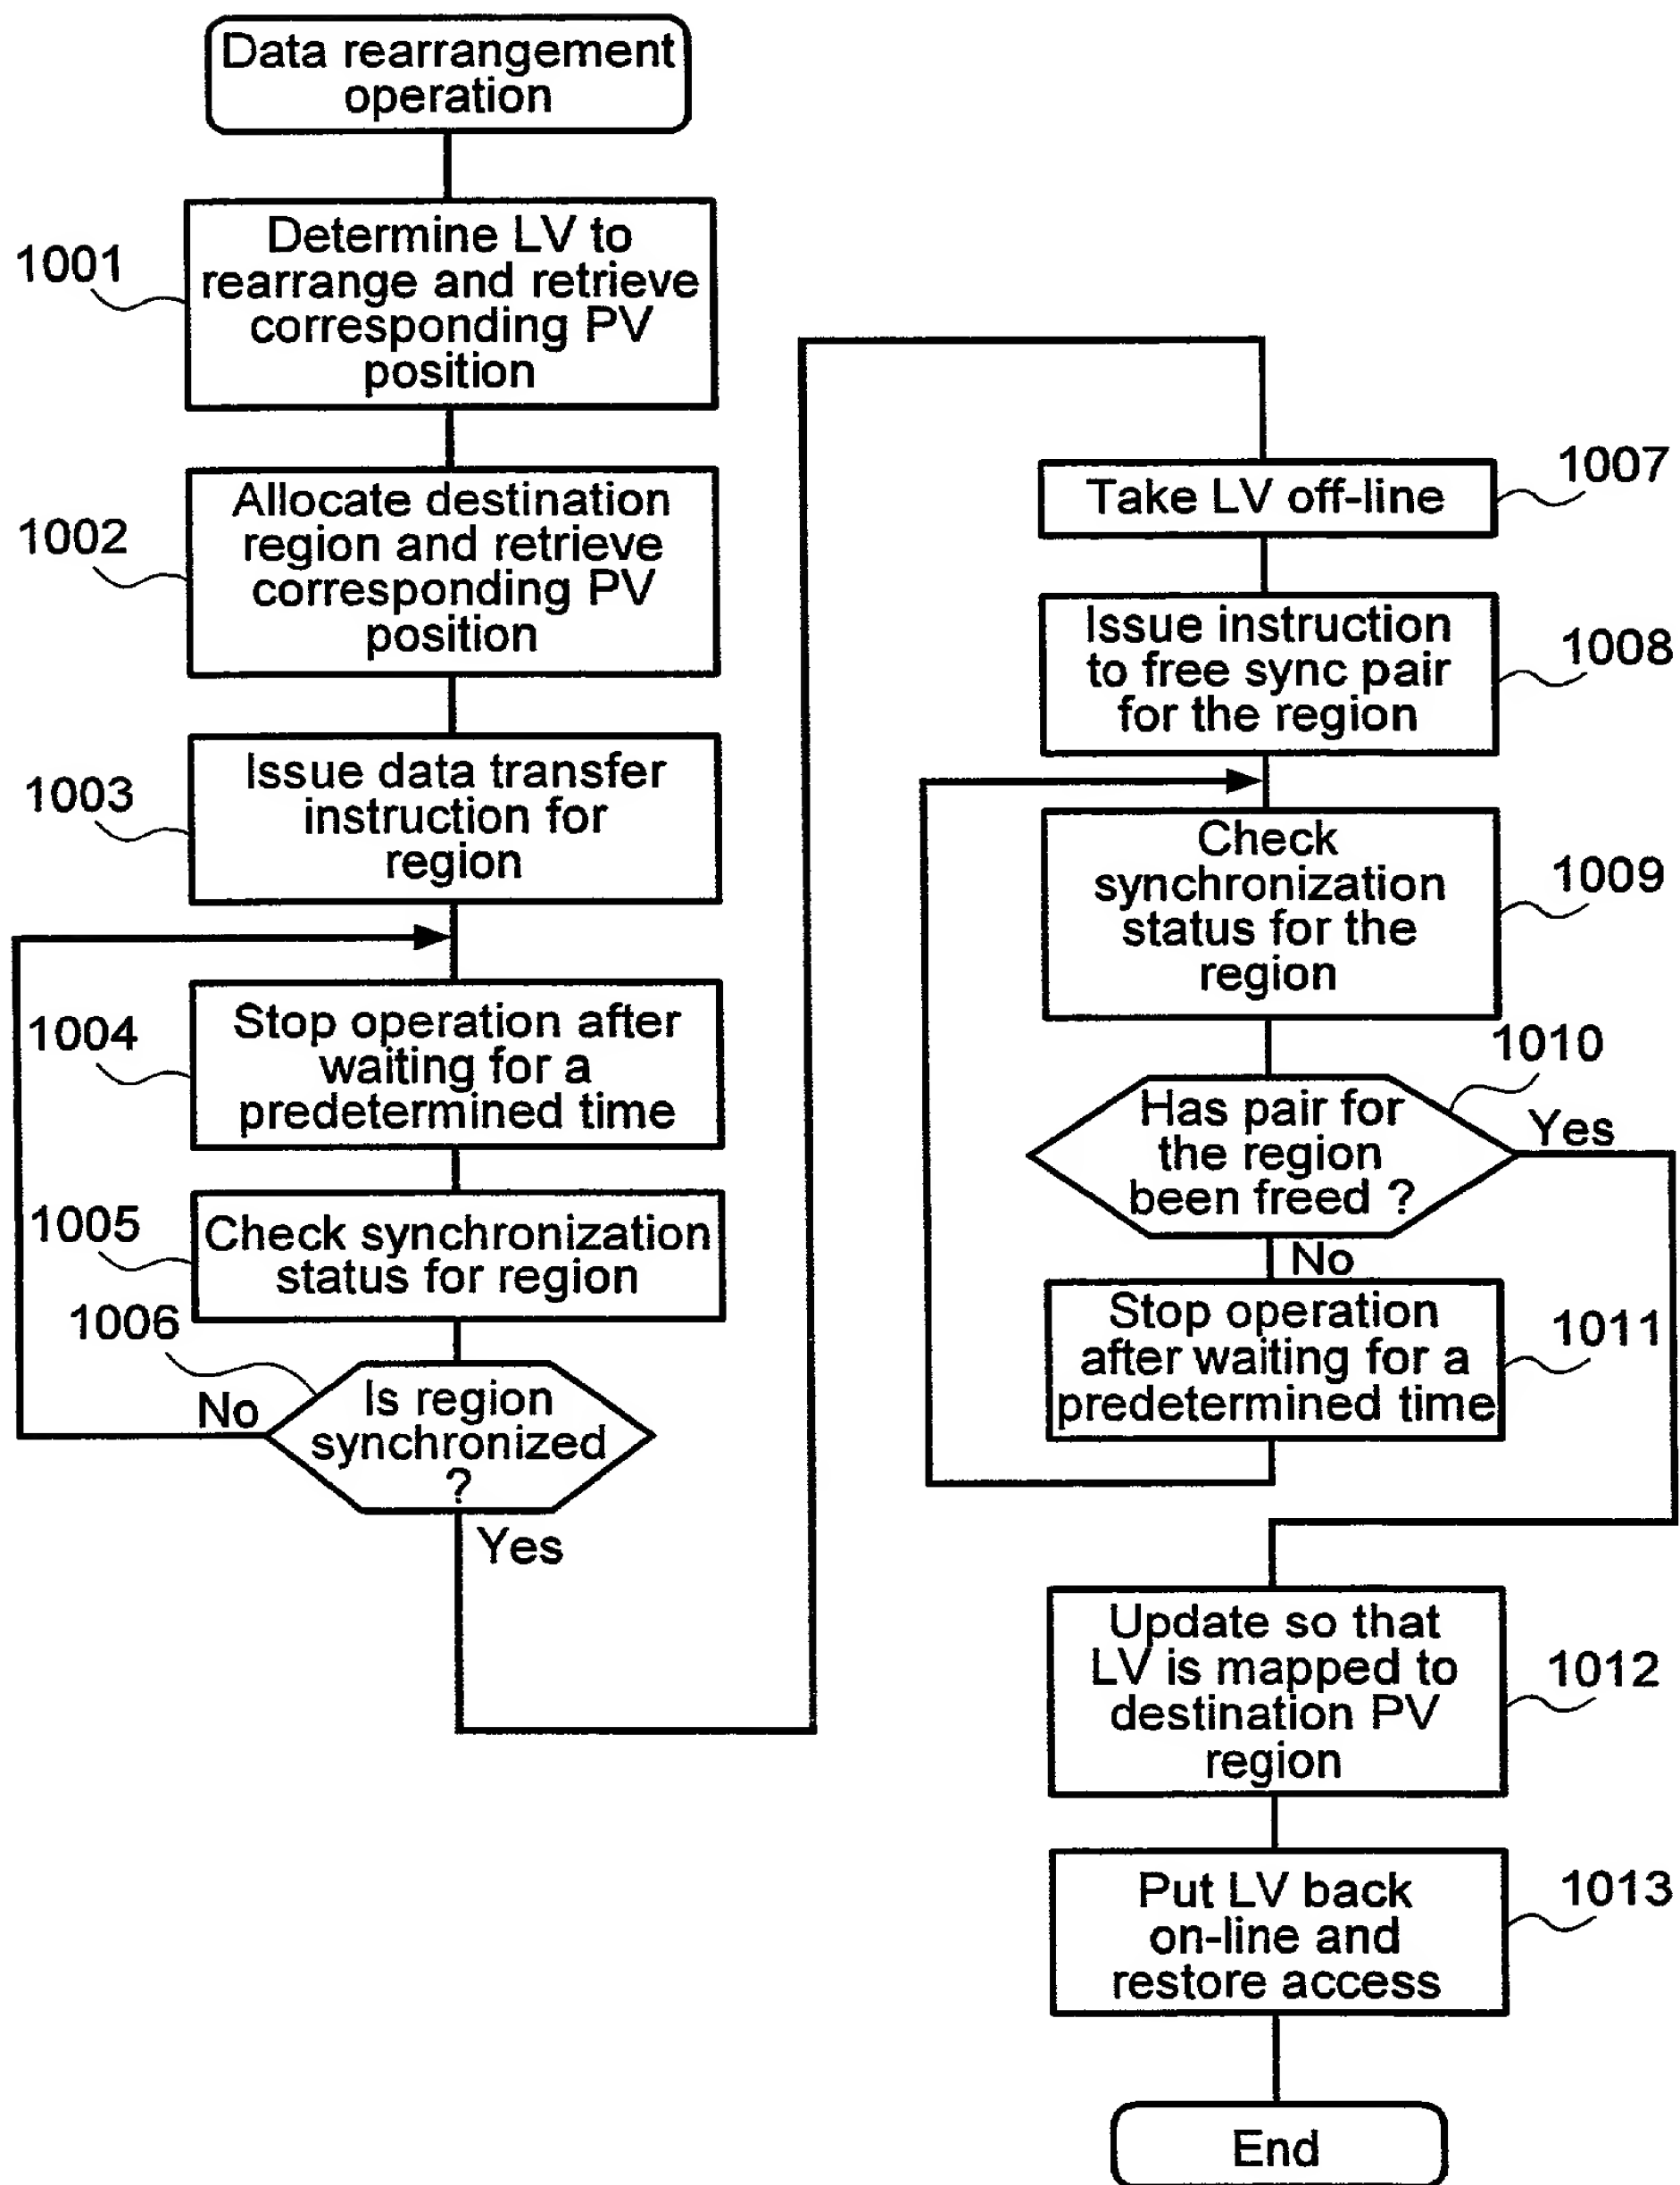 Data rearrangement
operation
1001
Determine LV to
rearrange and retrieve
corresponding PV
position
1002
Allocate destination
region and retrieve
corresponding PV
position
1003
Issue data transfer
instruction for
region
1004
Stop operation after
waiting for a
predetermined time
1005
Check synchronization
status for region
1006
Is region
synchronized
?
No
Yes
1007
Take LV off-line
1008
Issue instruction
to free sync pair
for the region
1009
Check
synchronization
status for the
region
1010
Has pair for
the region
been freed ?
Yes
No
1011
Stop operation
after waiting for a
predetermined time
1012
Update so that
LV is mapped to
destination PV
region
1013
Put LV back
on-line and
restore access
End